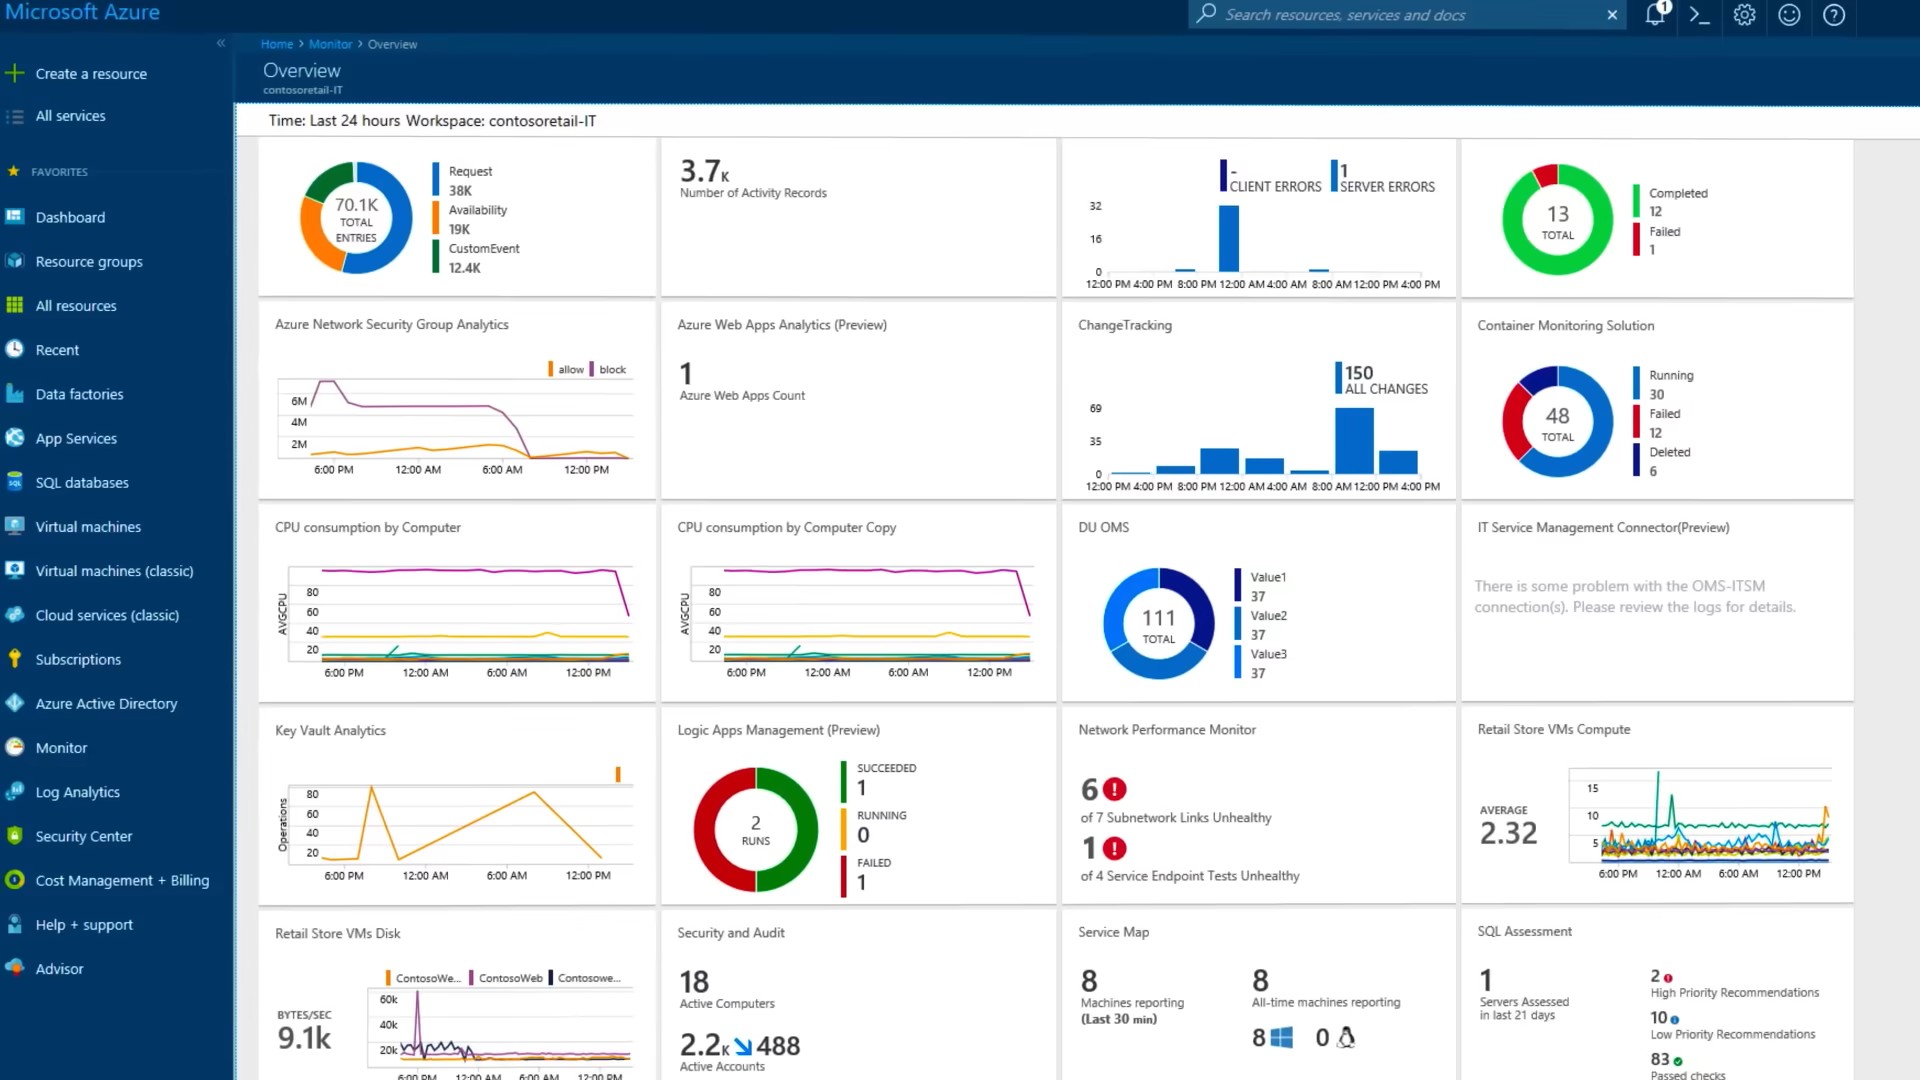 Microsoft Azure
Search resources, services and docs
1
Home > Monitor > Overview
Overview
contosoretail-IT
Create a resource
All services
FAVORITES
Dashboard
Resource groups
All resources
Recent
Data factories
App Services
SQL databases
Virtual machines
Virtual machines (classic)
Cloud services (classic)
Subscriptions
Azure Active Directory
Monitor
Log Analytics
Security Center
Cost Management + Billing
Help + support
Advisor
Time: Last 24 hours Workspace: contosoretail-IT
70.1K
TOTAL
ENTRIES
Request
38K
Availability
19K
CustomEvent
12.4K
3.7K
Number of Activity Records
-
CLIENT ERRORS
1
SERVER ERRORS
32
16
0
12:00 PM 4:00 PM 8:00 PM 12:00 AM 4:00 AM 8:00 AM 12:00 PM 4:00 PM
13
TOTAL
Completed
12
Failed
1
Azure Network Security Group Analytics
allow block
6M
4M
2M
6:00 PM 12:00 AM 6:00 AM 12:00 PM
Azure Web Apps Analytics (Preview)
1
Azure Web Apps Count
ChangeTracking
150
ALL CHANGES
69
35
0
12:00 PM 4:00 PM 8:00 PM 12:00 AM 4:00 AM 8:00 AM 12:00 PM 4:00 PM
Container Monitoring Solution
48
TOTAL
Running
30
Failed
12
Deleted
6
CPU consumption by Computer
AVGCPU
80
60
40
20
6:00 PM 12:00 AM 6:00 AM 12:00 PM
CPU consumption by Computer Copy
AVGCPU
80
60
40
20
6:00 PM 12:00 AM 6:00 AM 12:00 PM
DU OMS
111
TOTAL
Value1
37
Value2
37
Value3
37
IT Service Management Connector(Preview)
There is some problem with the OMS-ITSM
connection(s). Please review the logs for details.
Key Vault Analytics
Operations
80
60
40
20
6:00 PM 12:00 AM 6:00 AM 12:00 PM
Logic Apps Management (Preview)
2
RUNS
SUCCEEDED
1
RUNNING
0
FAILED
1
Network Performance Monitor
6
of 7 Subnetwork Links Unhealthy
1
of 4 Service Endpoint Tests Unhealthy
Retail Store VMs Compute
AVERAGE
2.32
15
10
5
6:00 PM 12:00 AM 6:00 AM 12:00 PM
Retail Store VMs Disk
ContosoWe... ContosoWeb Contosowe...
BYTES/SEC
9.1k
60k
40k
20k
6:00 PM 12:00 AM 6:00 AM 12:00 PM
Security and Audit
18
Active Computers
2.2K 488
Active Accounts
Service Map
8
Machines reporting
(Last 30 min)
8
All-time machines reporting
8 0
SQL Assessment
1
Servers Assessed
in last 21 days
2
High Priority Recommendations
10
Low Priority Recommendations
83
Passed checks